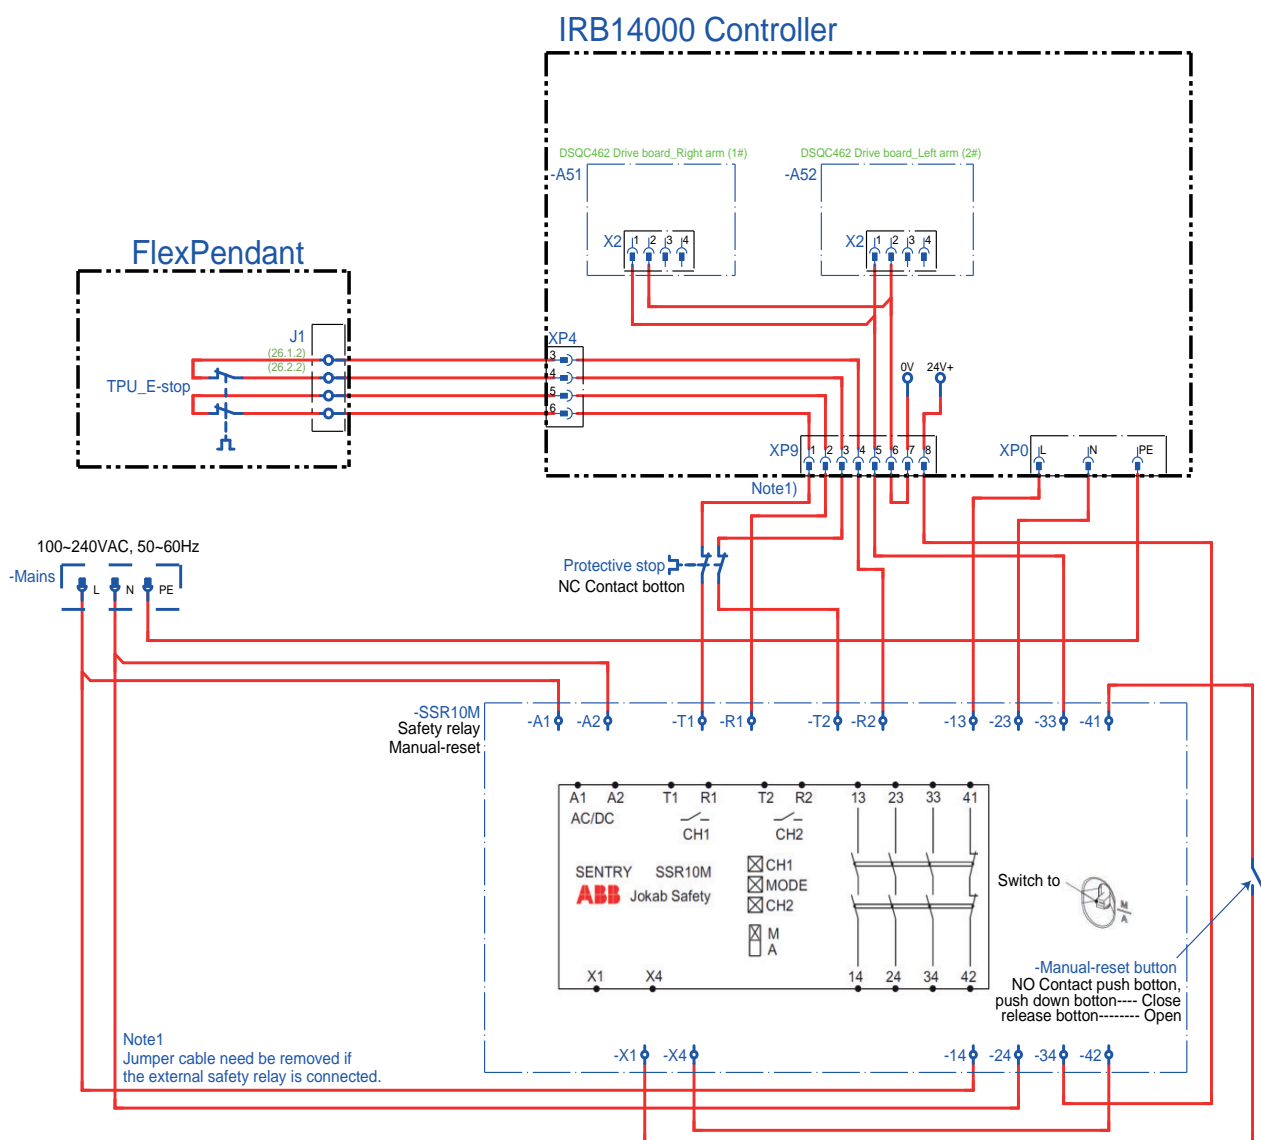 IRB14000 Controller
DSQC462 Drive board_Right arm (1#)
DSQC462 Drive board_Left arm (2#)
-A51
-A52
X2 1 2 3 4
X2 1 2 3 4
FlexPendant
J1
(26.1.2)
(26.2.2)
TPU_E-stop
XP4
3
4
5
6
0V 24V+
XP9 1 2 3 4 5 6 7 8
XP0 L N PE
Note1)
100~240VAC, 50~60Hz
-Mains
L N PE
Protective stop
NC Contact botton
-SSR10M
Safety relay
Manual-reset
-A1 -A2 -T1 -R1 -T2 -R2 -13 -23 -33 -41
A1 A2 T1 R1 T2 R2 13 23 33 41
AC/DC
CH1 CH2
SENTRY SSR10M
ABB Jokab Safety
CH1
MODE
CH2
M
A
Switch to
M
A
X1 X4 14 24 34 42
-Manual-reset button
NO Contact push botton,
push down botton---- Close
release botton-------- Open
Note1
Jumper cable need be removed if
the external safety relay is connected.
-X1 -X4 -14 -24 -34 -42